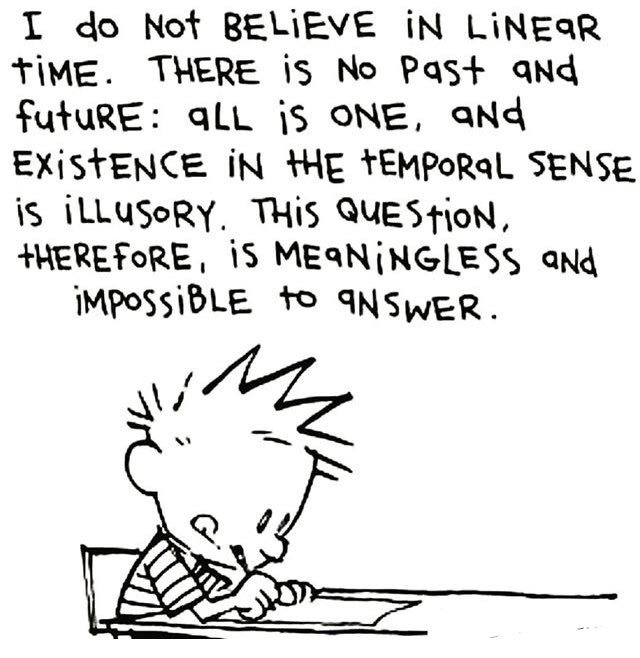 I do Not BELiEVE iN LiNEaR
tiME. THERE is No Past aNd
futuRE: aLL is ONE, aNd
EXistENCE iN tHE tEMPORaL SENSE
is iLLUSORY. THis QUEStiON,
tHEREfORE, is MEaNiNGLESS aNd
iMPOSSiBLE to aNSWER.